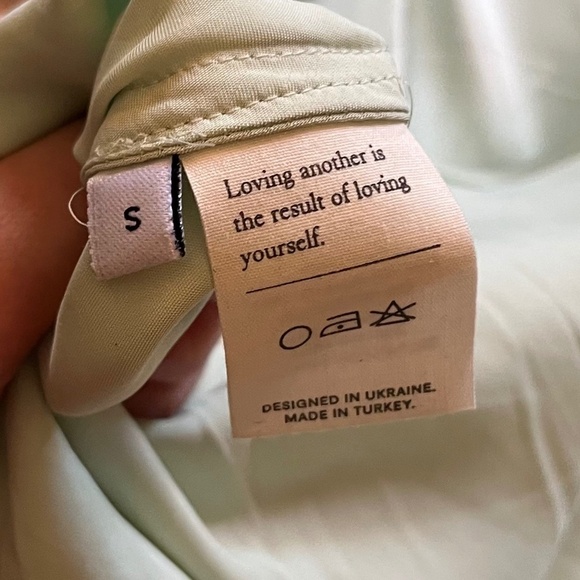 S
Loving another is
the result of loving
yourself.
DESIGNED IN UKRAINE.
MADE IN TURKEY.